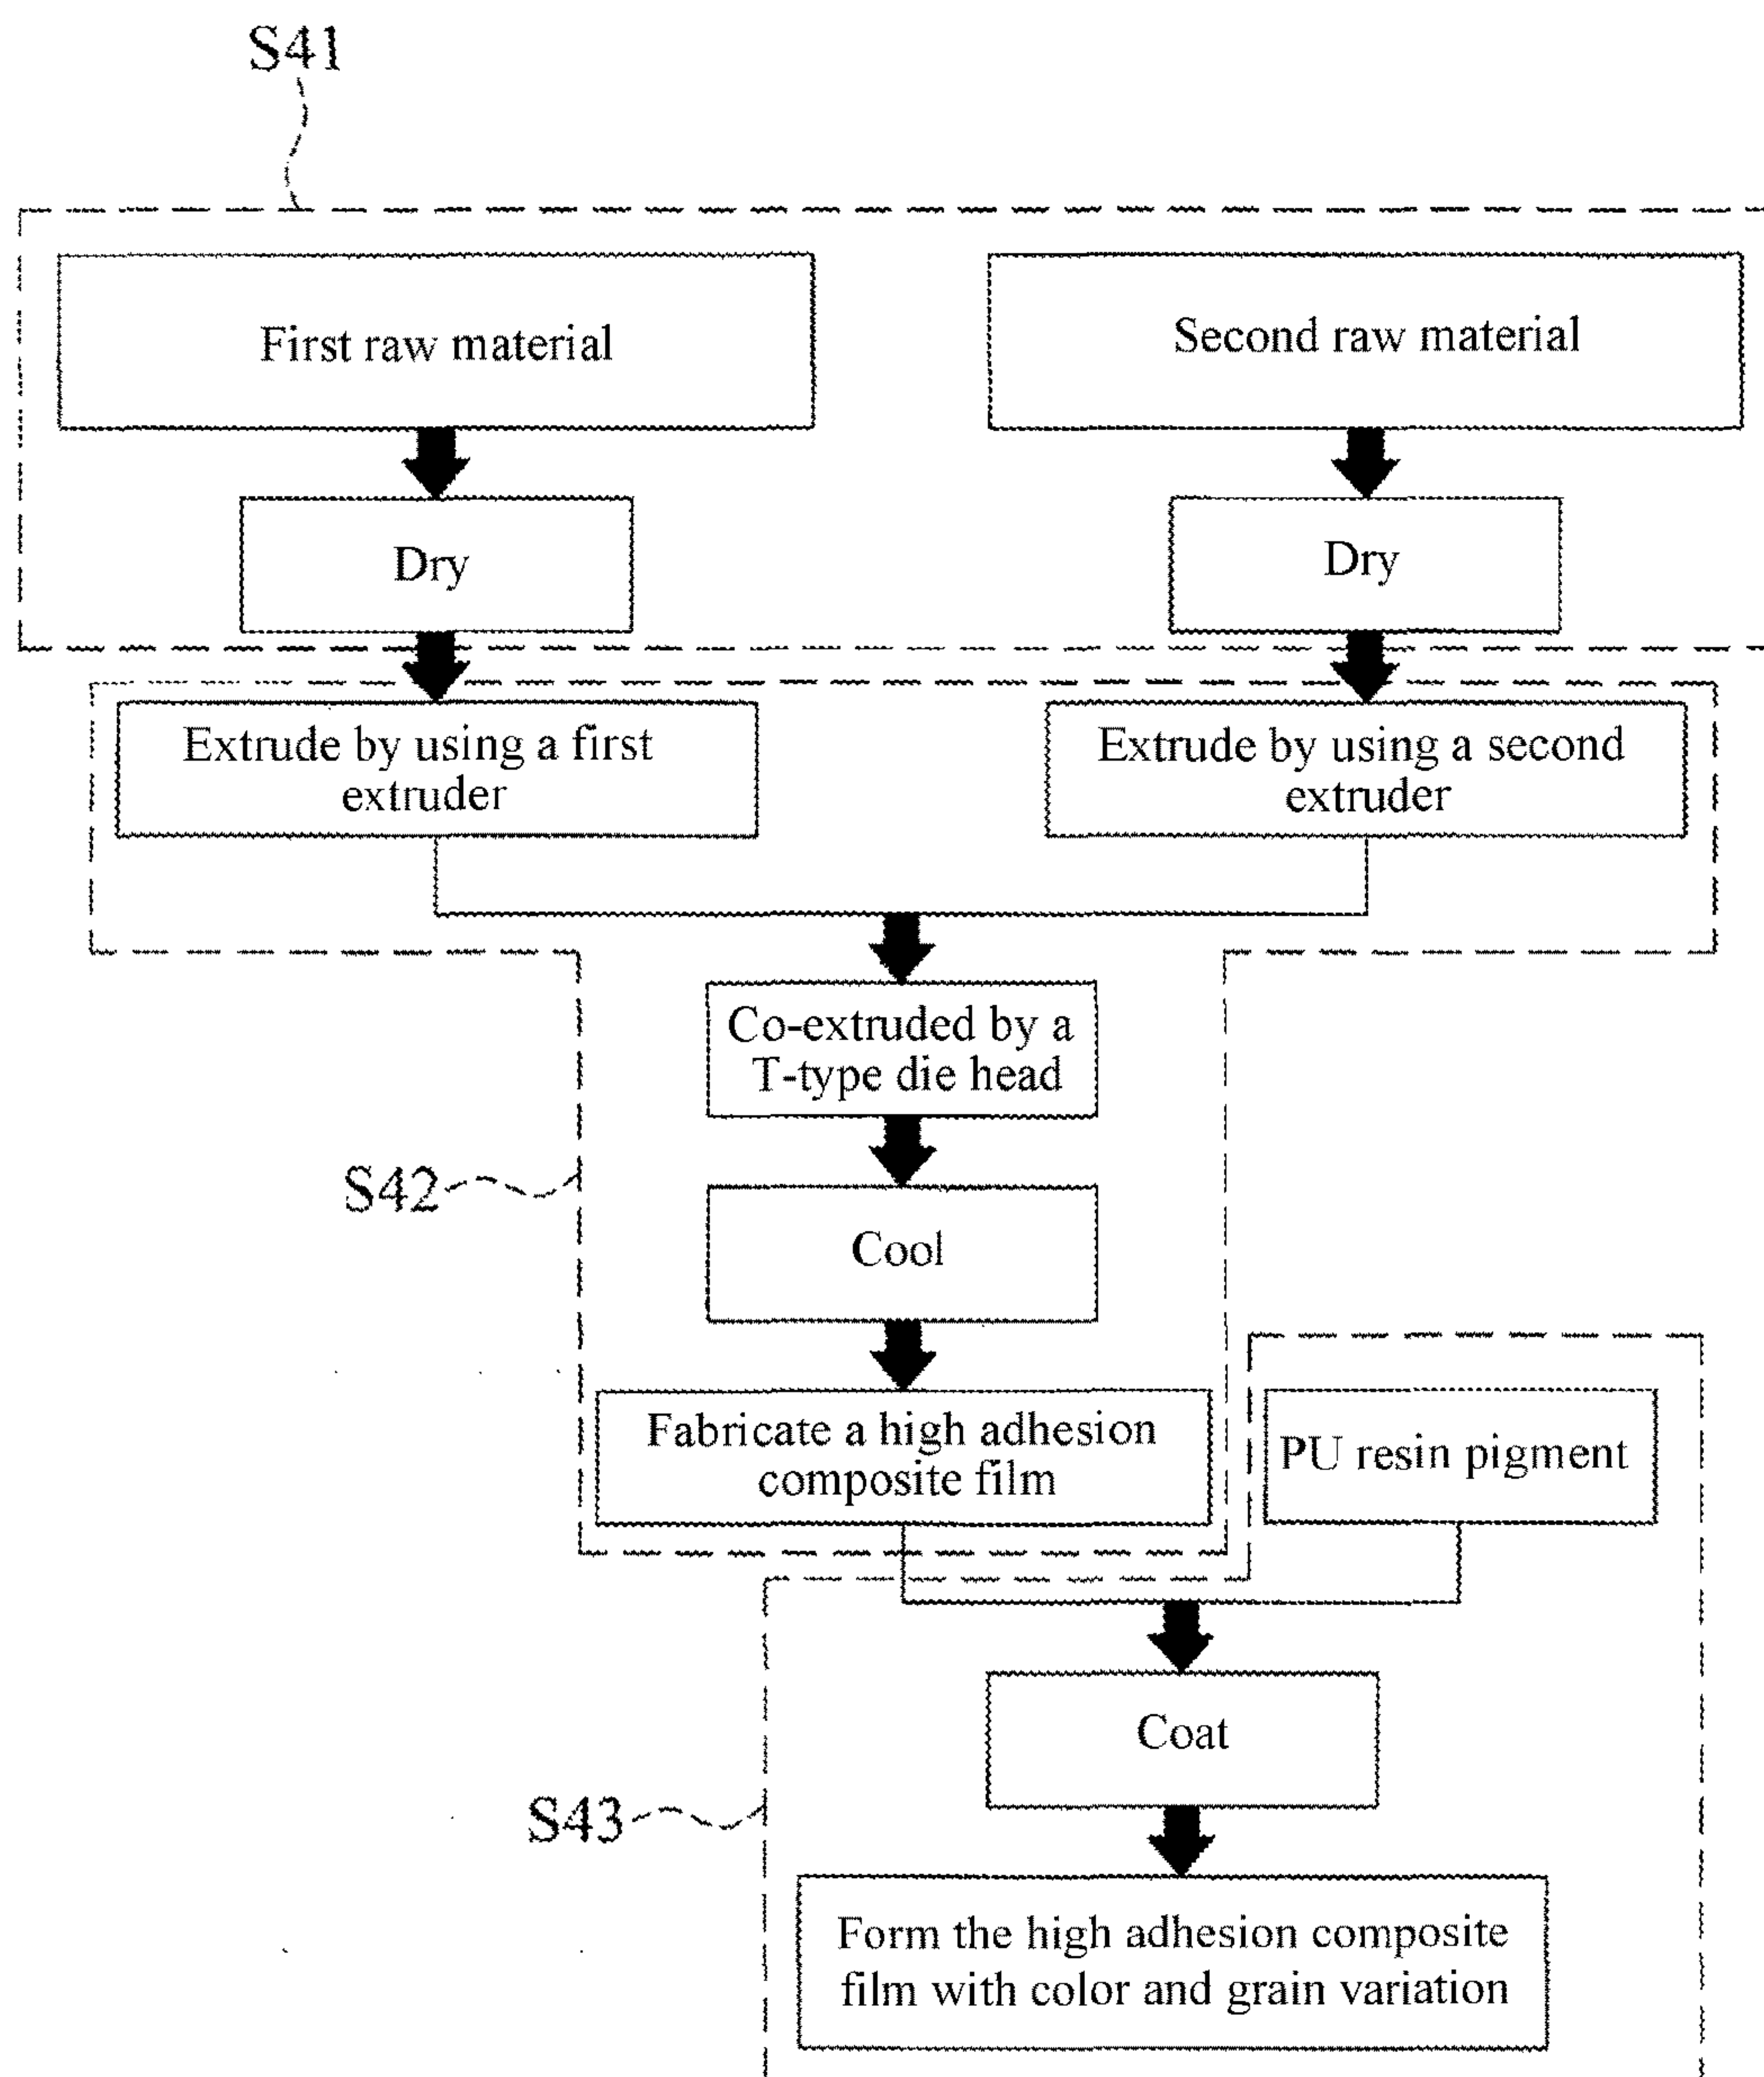 S41
First raw material
Second raw material
Dry
Dry
Extrude by using a first
extruder
Extrude by using a second
extruder
Co-extruded by a
T-type die head
S42
Cool
Fabricate a high adhesion
composite film
PU resin pigment
Coat
S43
Form the high adhesion composite
film with color and grain variation